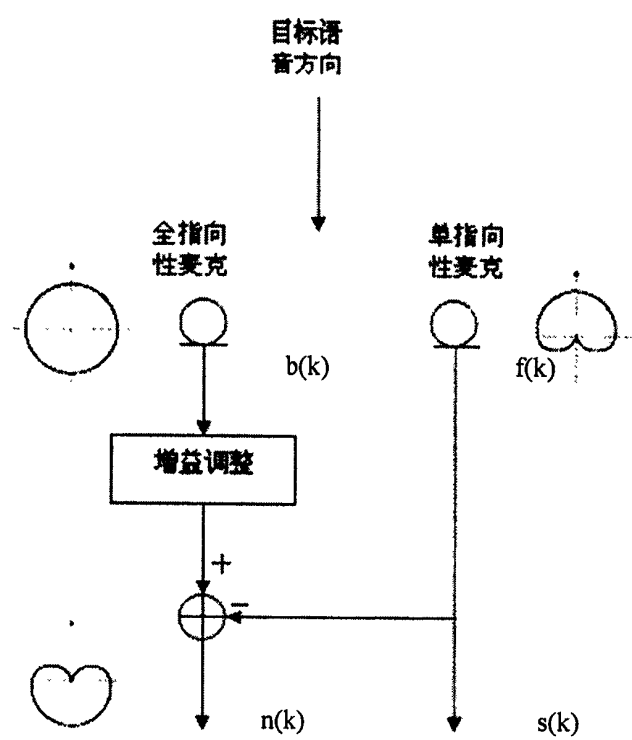 目标语
音方向
全指向
性麦克
单指向
性麦克
b(k)
f(k)
增益调整
+
−
n(k)
s(k)